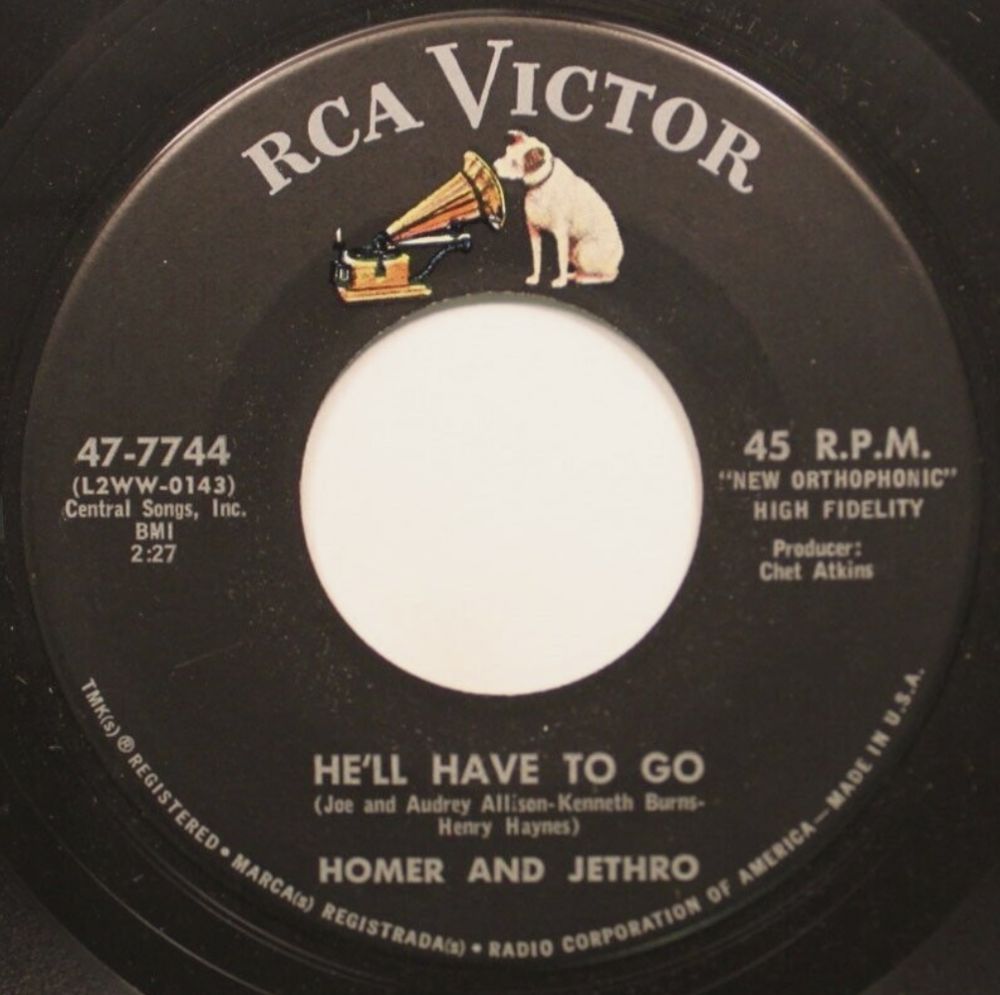 RCA VICTOR
47-7744
(L2WW-0143)
Central Songs, Inc.
BMI
2:27
45 R.P.M.
"NEW ORTHOPHONIC"
HIGH FIDELITY
Producer:
Chet Atkins
HE'LL HAVE TO GO
(Joe and Audrey Allison-Kenneth Burns-
Henry Haynes)
HOMER AND JETHRO
TMK(s) ® REGISTERED • MARCA(s) REGISTRADA(s) • RADIO CORPORATION OF AMERICA—MADE IN U.S.A.